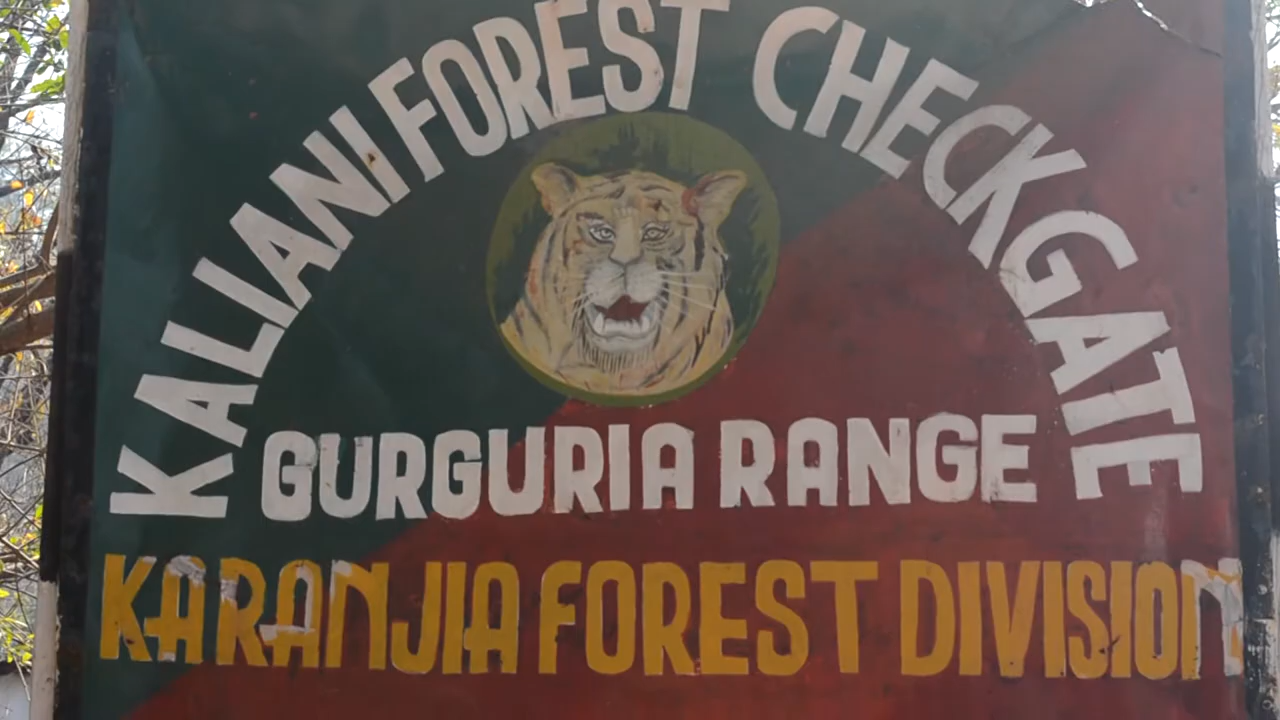 KALIANI FOREST CHECKGATE
GURGURIA RANGE
KARANJIA FOREST DIVISION